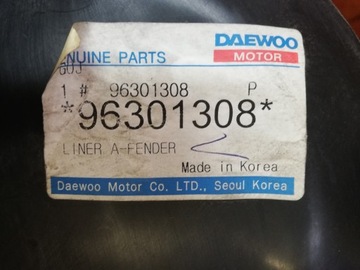 DAEWOO
MOTOR
ENUINE PARTS
1 # 96301308 P
*96301308*
LINER A-FENDER
Made in Korea
Daewoo Motor Co. LTD., Seoul Korea